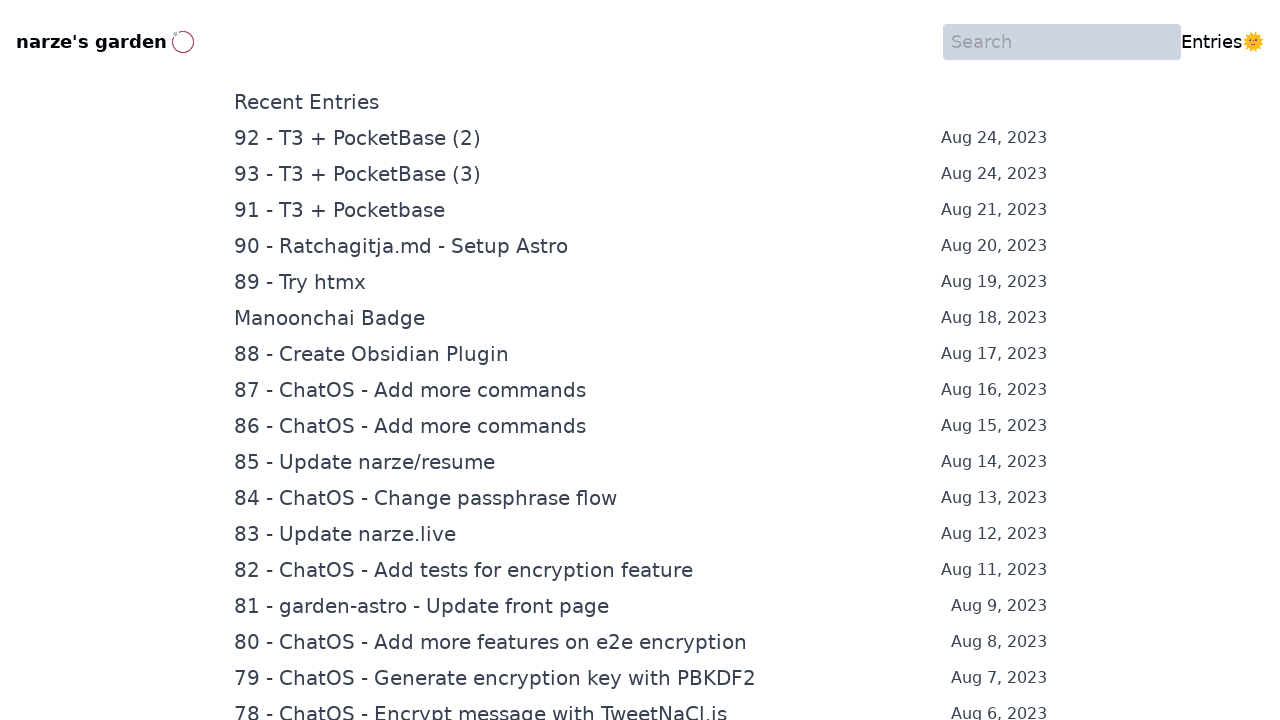 narze's garden
Search
Entries🌞
Recent Entries
92 - T3 + PocketBase (2) Aug 24, 2023
93 - T3 + PocketBase (3) Aug 24, 2023
91 - T3 + Pocketbase Aug 21, 2023
90 - Ratchagitja.md - Setup Astro Aug 20, 2023
89 - Try htmx Aug 19, 2023
Manoonchai Badge Aug 18, 2023
88 - Create Obsidian Plugin Aug 17, 2023
87 - ChatOS - Add more commands Aug 16, 2023
86 - ChatOS - Add more commands Aug 15, 2023
85 - Update narze/resume Aug 14, 2023
84 - ChatOS - Change passphrase flow Aug 13, 2023
83 - Update narze.live Aug 12, 2023
82 - ChatOS - Add tests for encryption feature Aug 11, 2023
81 - garden-astro - Update front page Aug 9, 2023
80 - ChatOS - Add more features on e2e encryption Aug 8, 2023
79 - ChatOS - Generate encryption key with PBKDF2 Aug 7, 2023
78 - ChatOS - Encrypt message with TweetNaCl.js Aug 6, 2023